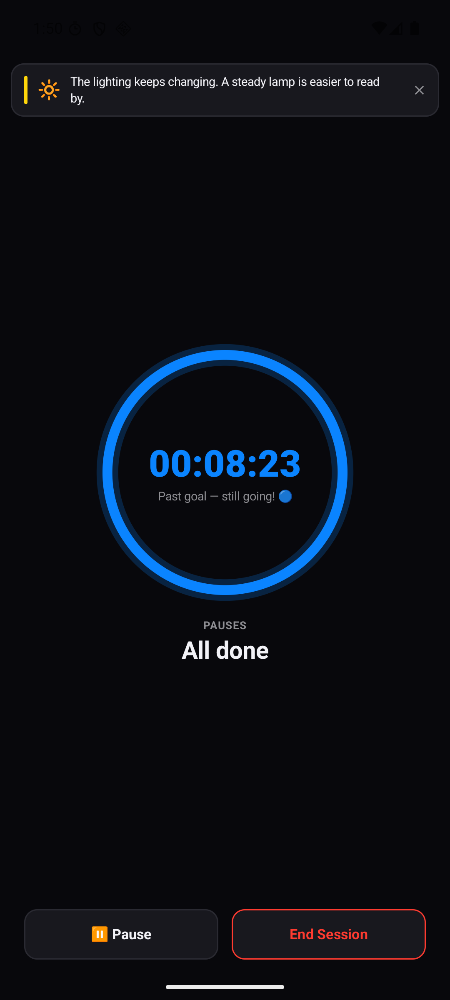 1:50
The lighting keeps changing. A steady lamp is easier to read
by.
00:08:23
Past goal — still going!
PAUSES
All done
Pause
End Session